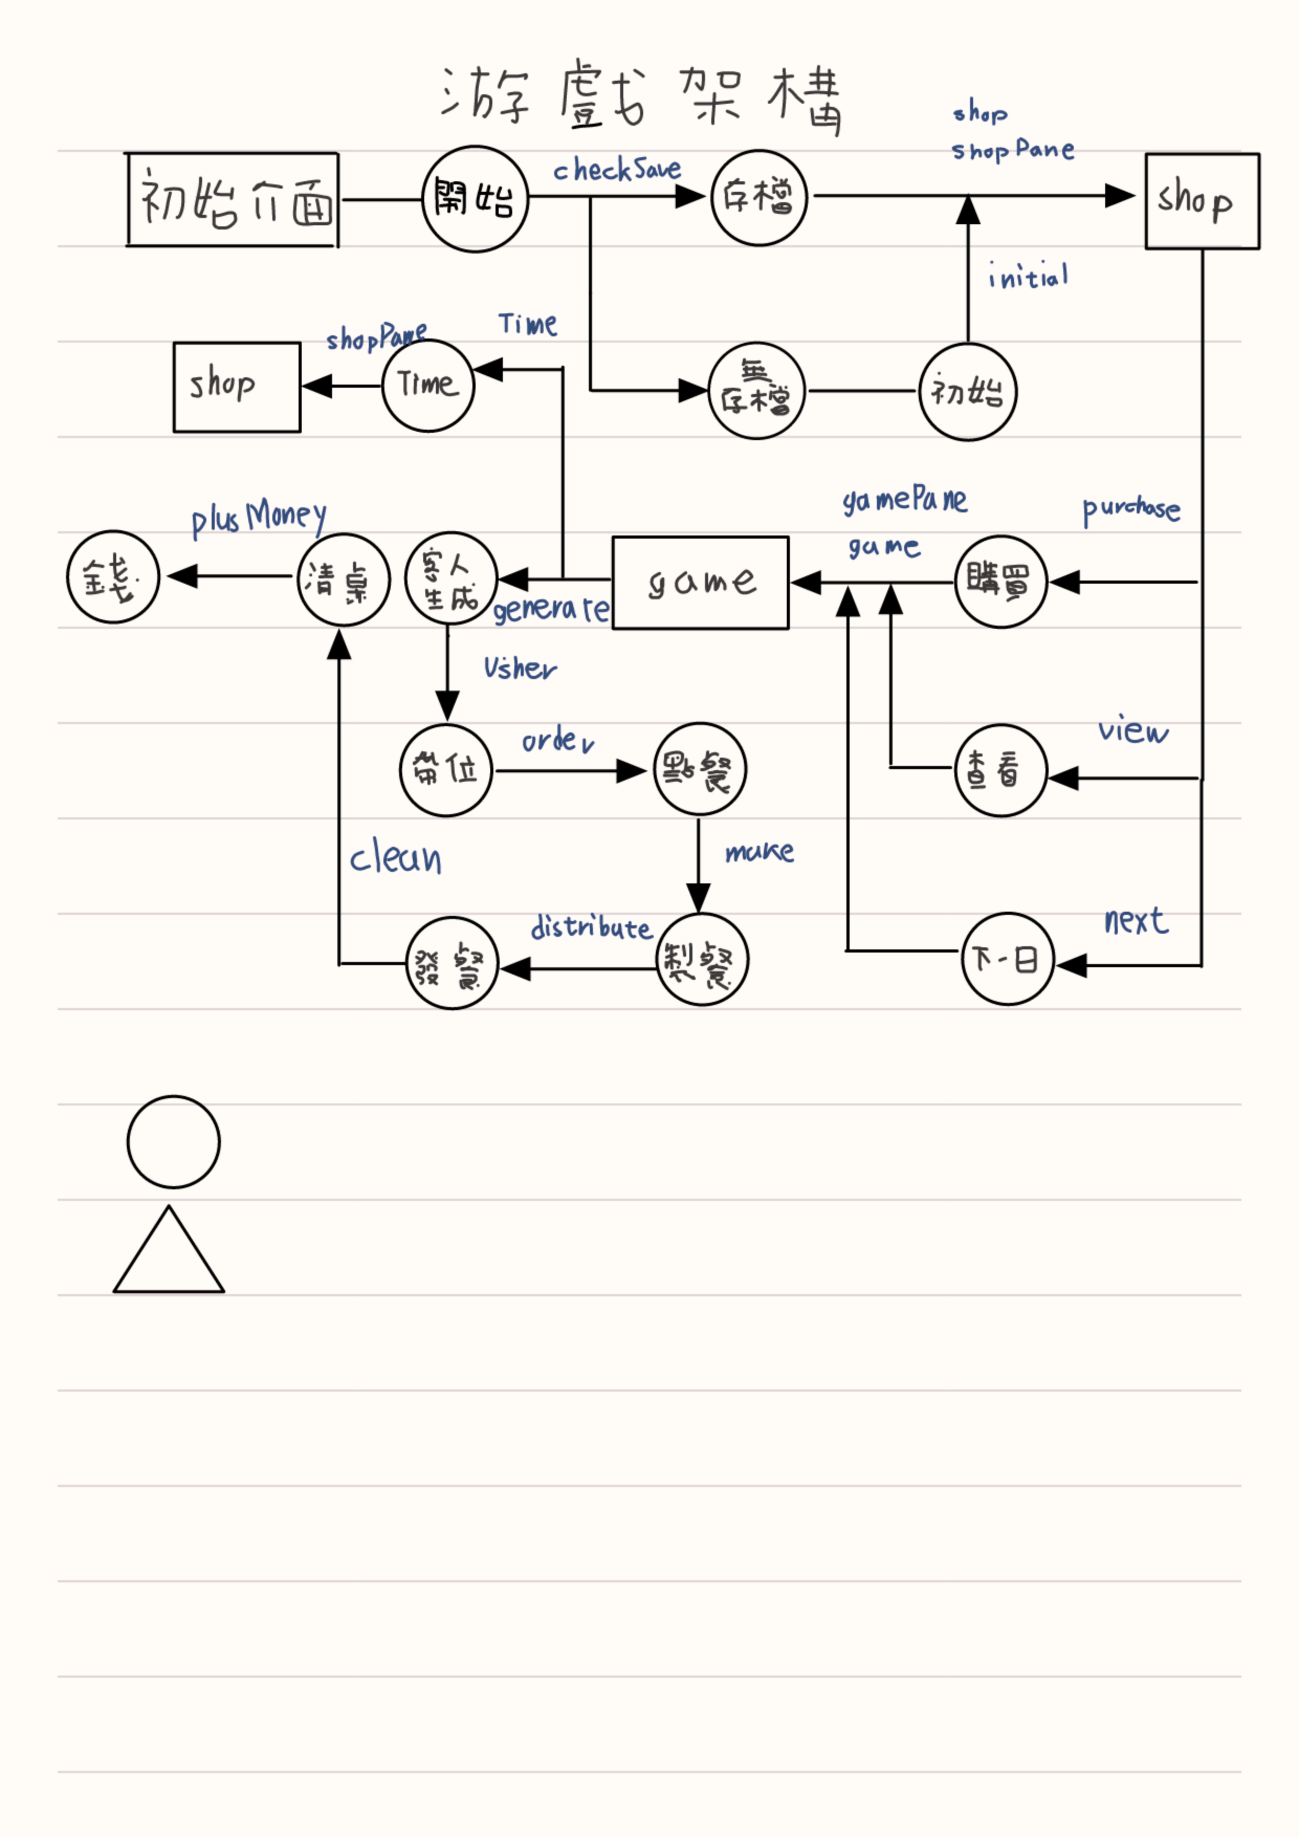 游戲架構
shop
shopPane
初始介面
開始
checkSave
存檔
shop
initial
shopPane
Time
shop
Time
無
存檔
初始
plusMoney
gamePane
game
purchase
錢
清桌
客人
生成
generate
game
購買
Usher
order
view
帶位
點餐
查看
clean
make
distribute
next
發餐
製餐
下一日